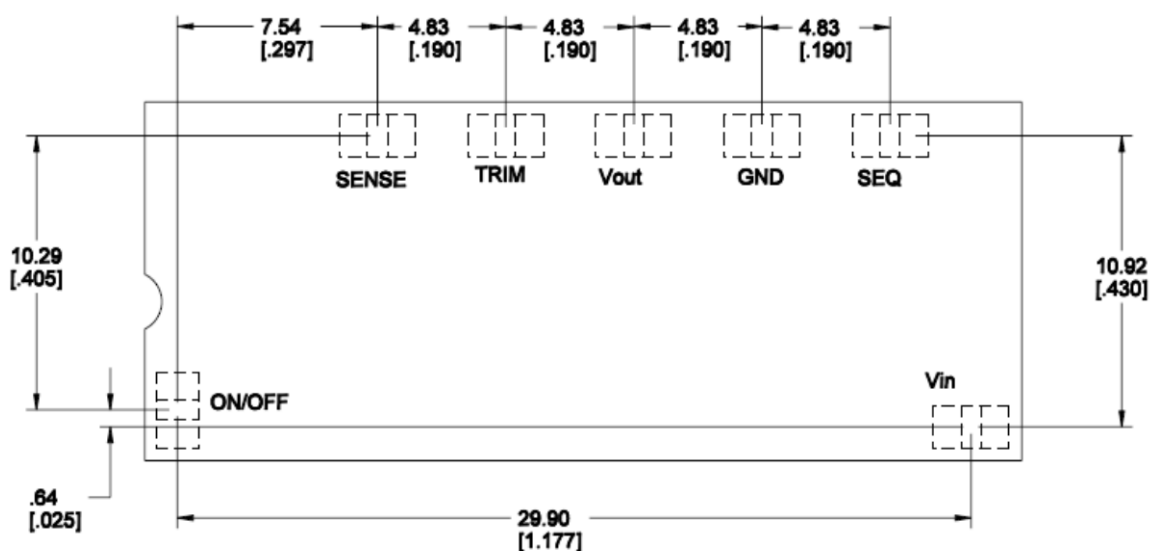 7.54
[.297]
4.83
[.190]
4.83
[.190]
4.83
[.190]
4.83
[.190]
SENSE
TRIM
Vout
GND
SEQ
10.29
[.405]
10.92
[.430]
ON/OFF
Vin
.64
[.025]
29.90
[1.177]